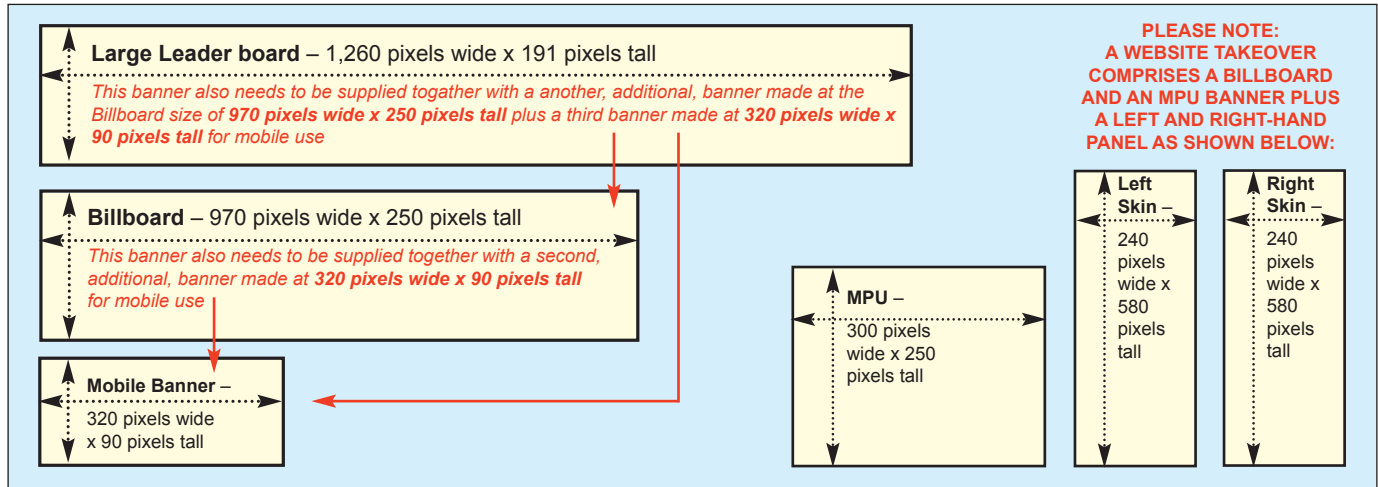 Large Leader board – 1,260 pixels wide x 191 pixels tall
This banner also needs to be supplied together with a another, additional, banner made at the
Billboard size of 970 pixels wide x 250 pixels tall plus a third banner made at 320 pixels wide x
90 pixels tall for mobile use
Billboard – 970 pixels wide x 250 pixels tall
This banner also needs to be supplied together with a second,
additional, banner made at 320 pixels wide x 90 pixels tall
for mobile use
Mobile Banner –
320 pixels wide
x 90 pixels tall
MPU –
300 pixels
wide x 250
pixels tall
PLEASE NOTE:
A WEBSITE TAKEOVER
COMPRISES A BILLBOARD
AND AN MPU BANNER PLUS
A LEFT AND RIGHT-HAND
PANEL AS SHOWN BELOW:
Left
Skin –
240
pixels
wide x
580
pixels
tall
Right
Skin –
240
pixels
wide x
580
pixels
tall